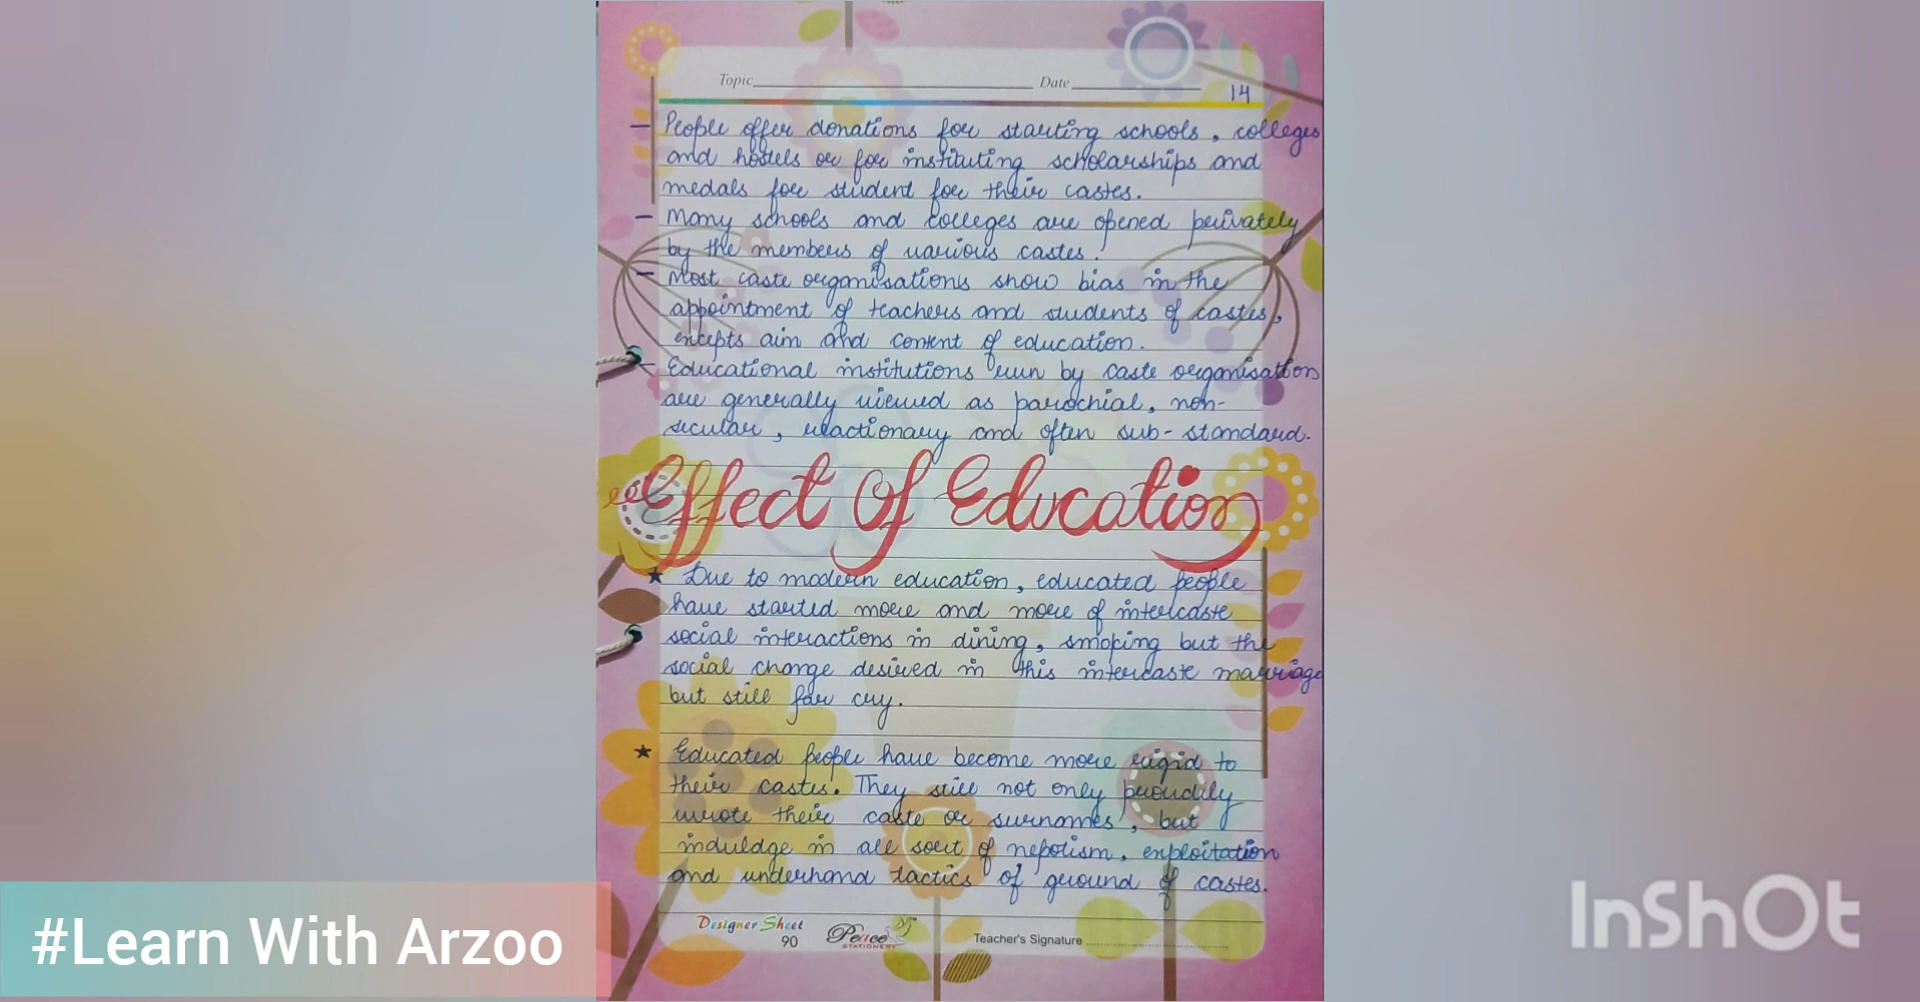 Topic Date
14
- People offer donations for starting schools, colleges
and hostels or for instituting scholarships and
medals for student for their castes.
- Many schools and colleges are opened privately
by the members of various castes.
- Most caste organisations show bias in the
appointment of teachers and students of castes,
excepts aim and content of education.
- Educational institutions run by caste organisation
are generally viewed as parochial, non-
secular, reactionary and often sub-standard.
Effect Of Education
★ Due to modern education, educated people
have started more and more of intercaste
social interactions in dining, smoking but the
social change desired in this intercaste marriage
but still far cry.
★ Educated people have become more rigid to
their castes. They still not only proudily
wrote their caste or surnames, but
induldge in all sort of nepotism, exploitation
and underhand tactics of ground of castes.
Designer Sheet
90
Peace
STATIONERY
Teacher's Signature
#Learn With Arzoo
InShOt